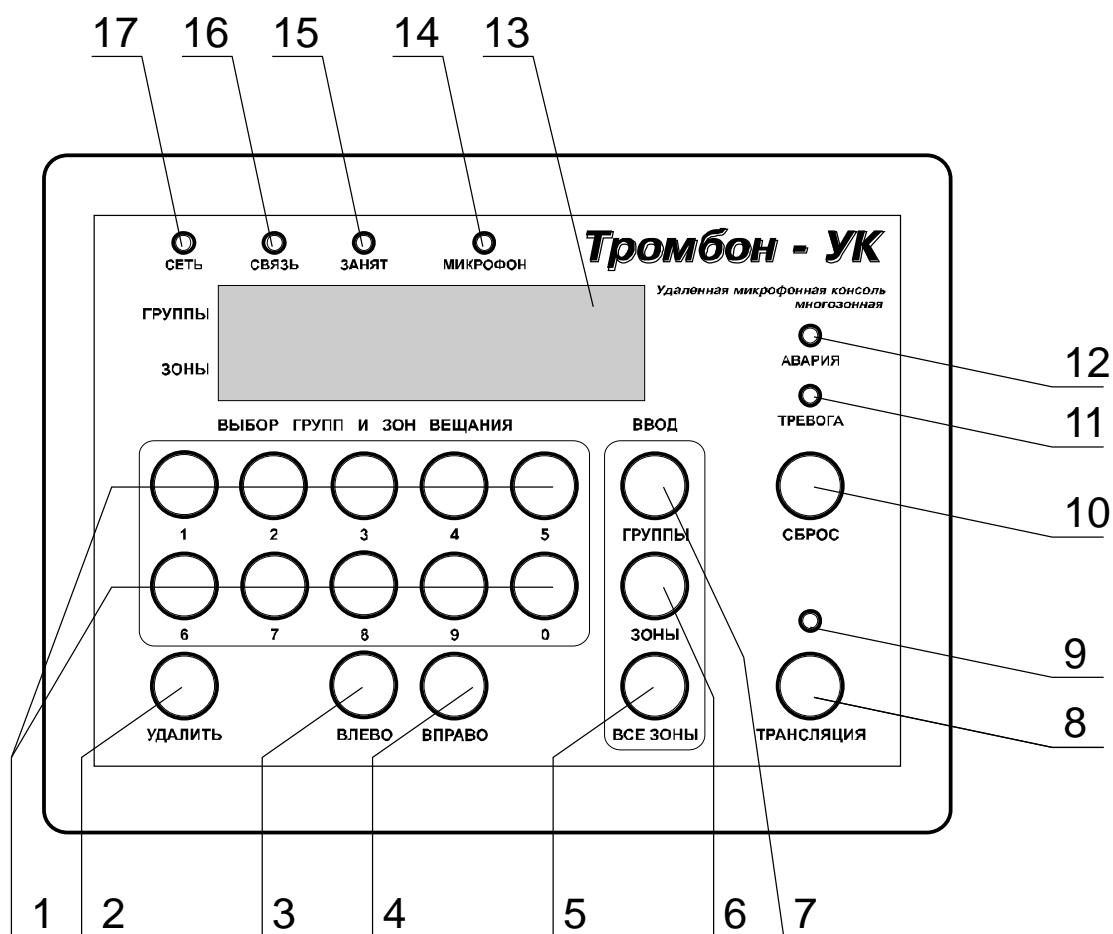 17 16 15 14 13
Тромбон - УК
СЕТЬ СВЯЗЬ ЗАНЯТ МИКРОФОН
Удаленная микрофонная консоль
многозонная
ГРУППЫ
ЗОНЫ
АВАРИЯ
12
ТРЕВОГА
11
ВЫБОР ГРУПП И ЗОН ВЕЩАНИЯ
ВВОД
10
1 2 3 4 5
ГРУППЫ
СБРОС
6 7 8 9 0
ЗОНЫ
9
УДАЛИТЬ ВЛЕВО ВПРАВО
ВСЕ ЗОНЫ
ТРАНСЛЯЦИЯ
8
1 2 3 4 5 6 7